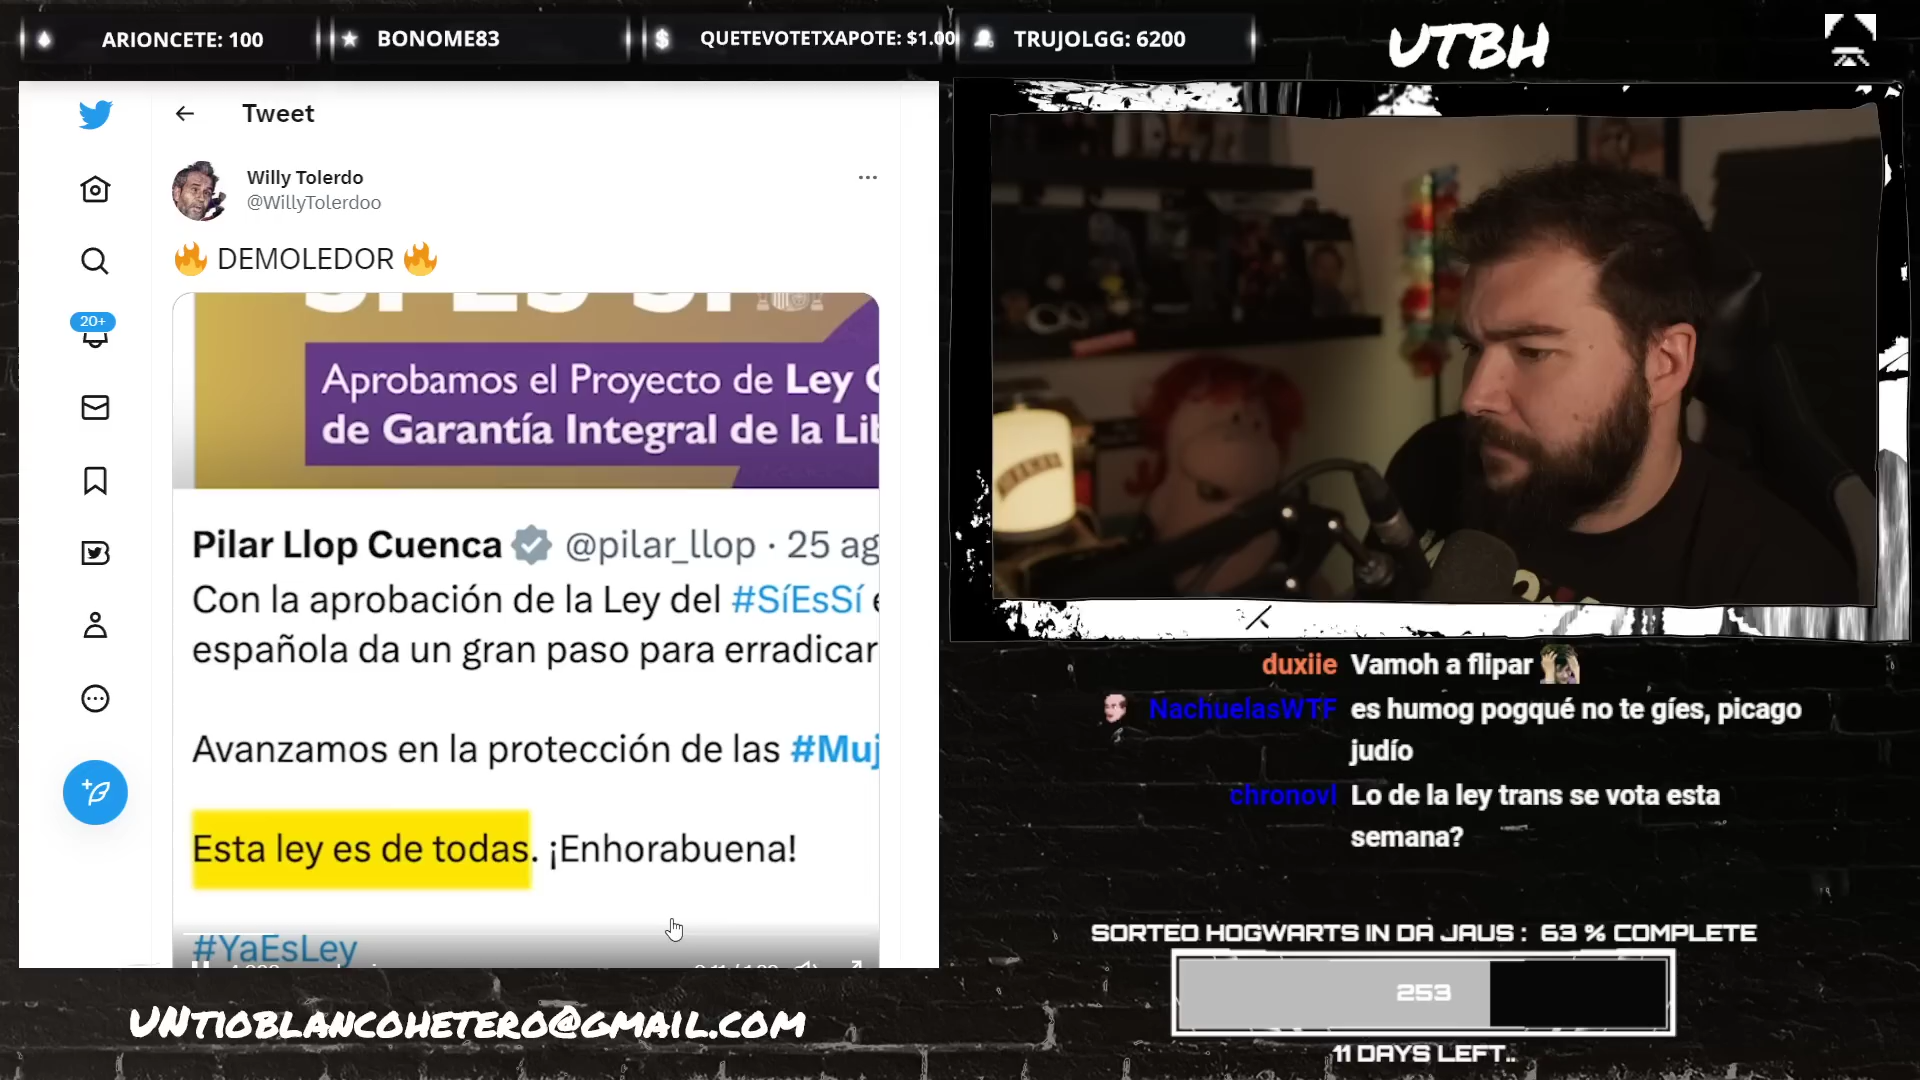 ARIONCETE: 100
BONOME83
QUETEVOTETXAPOTE: $1.00
TRUJOLGG: 6200
UTBH
Tweet
Willy Tolerdo
@WillyTolerdoo
DEMOLEDOR
20+
Aprobamos el Proyecto de Ley
de Garantía Integral de la Lib
Pilar Llop Cuenca @pilar_llop · 25 ag
Con la aprobación de la Ley del #SíEsSí e
española da un gran paso para erradicar
Avanzamos en la protección de las #Muj
Esta ley es de todas. ¡Enhorabuena!
#YaEsLey
duxiie Vamoh a flipar
NachuelasWTF es humog pogqué no te gíes, picago
judío
chronovl Lo de la ley trans se vota esta
semana?
SORTEO HOGWARTS IN DA JAUS : 63 % COMPLETE
253
11 DAYS LEFT..
UNTIOBLANCOHETERO@GMAIL.COM